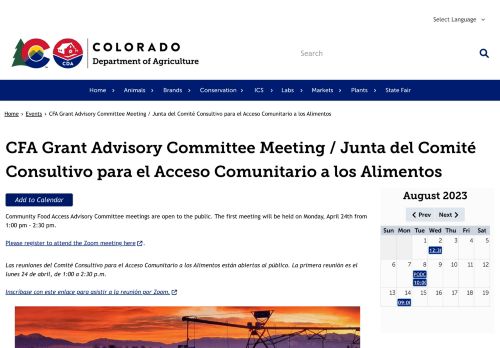 Select Language
COLORADO
Department of Agriculture
CDA
Search
Home Animals Brands Conservation ICS Labs Markets Plants State Fair
Home › Events › CFA Grant Advisory Committee Meeting / Junta del Comité Consultivo para el Acceso Comunitario a los Alimentos
CFA Grant Advisory Committee Meeting / Junta del Comité
Consultivo para el Acceso Comunitario a los Alimentos
Add to Calendar
Community Food Access Advisory Committee meetings are open to the public. The first meeting will be held on Monday, April 24th from
1:00 pm - 2:30 pm.
Please register to attend the Zoom meeting here.
Las reuniones del Comité Consultivo para el Acceso Comunitario a los Alimentos están abiertas al público. La primera reunión es el
lunes 24 de abril, de 1:00 a 2:30 p.m.
Inscríbase con este enlace para asistir a la reunión por Zoom.
August 2023
Prev Next
Sun Mon Tue Wed Thu Fri Sat
1 2 3 4 5
12:30
6 7 8 9 10 11 12
10:00
13 14 15 16 17 18 19
09:00